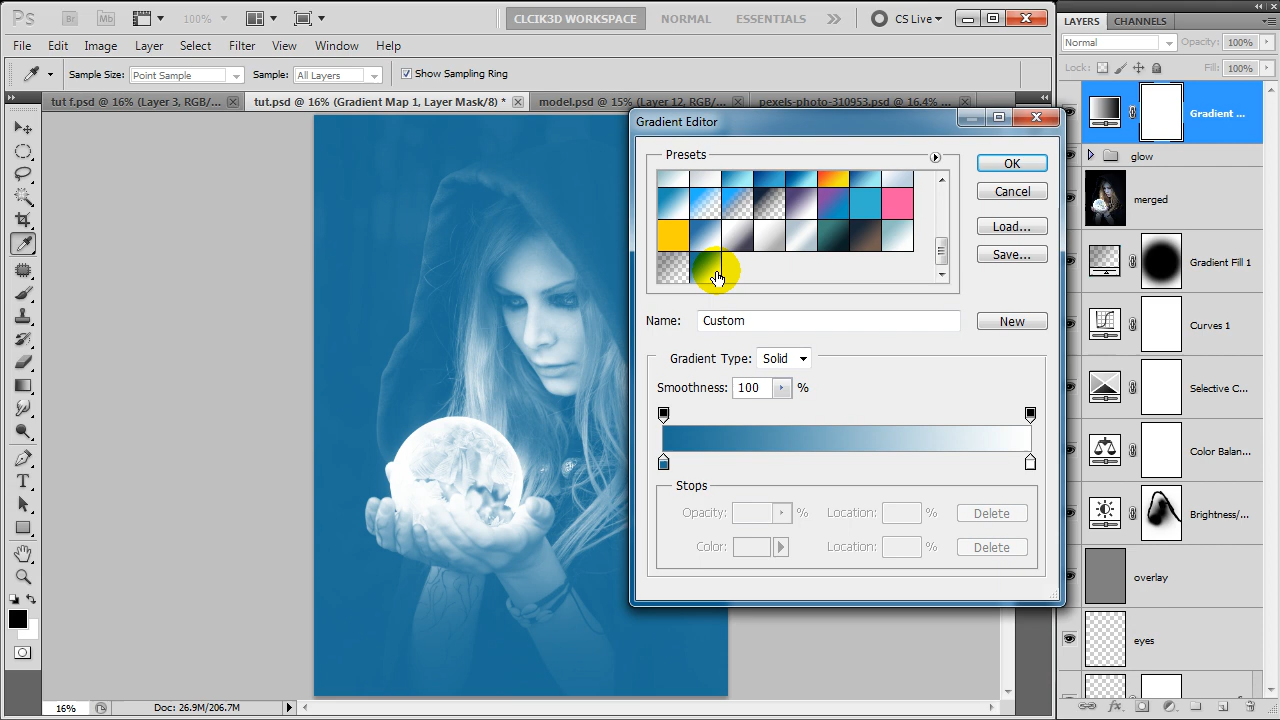 Ps Br Mb 100% CLCIK3D WORKSPACE NORMAL ESSENTIALS CS Live
File Edit Image Layer Select Filter View Window Help
Sample Size: Point Sample Sample: All Layers Show Sampling Ring
tut f.psd @ 16% (Layer 3, RGB/... tut.psd @ 16% (Gradient Map 1, Layer Mask/8) * model.psd @ 15% (Layer 12, RGB/... pexels-photo-310953.psd @ 16.4% ...
Gradient Editor
Presets
OK
Cancel
Load...
Save...
Name: Custom New
Gradient Type: Solid
Smoothness: 100 %
Stops
Opacity: % Location: % Delete
Color: Location: % Delete
T
16% Doc: 26.9M/206.7M
LAYERS CHANNELS
Normal Opacity: 100%
Lock: Fill: 100%
Gradient ...
glow
merged
Gradient Fill 1
Curves 1
Selective C...
Color Balan...
Brightness/...
overlay
eyes
fx